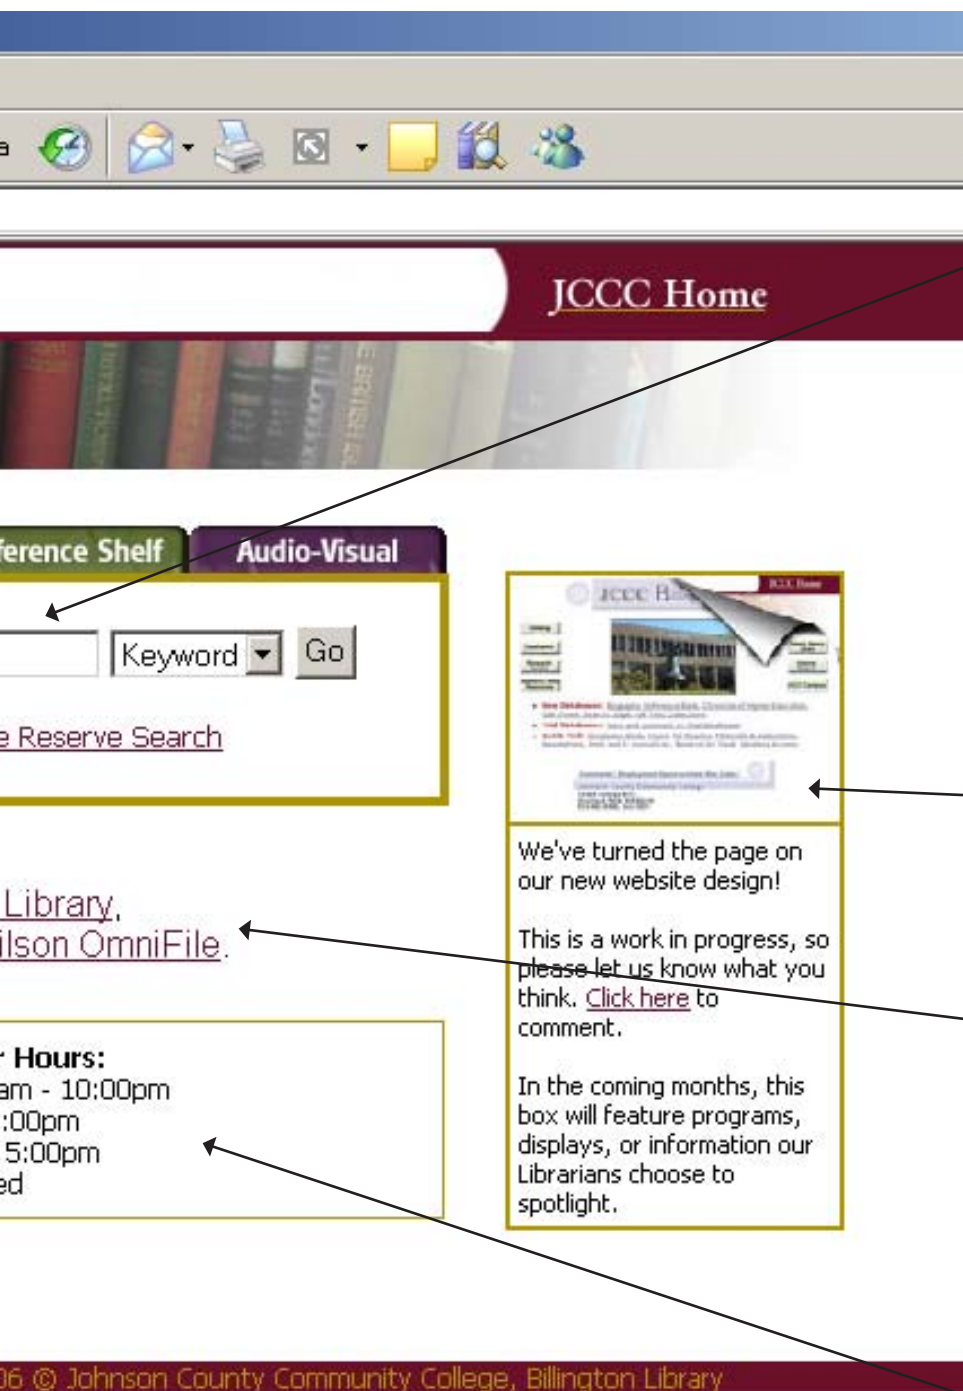 a
JCCC Home
ference Shelf
Audio-Visual
Keyword
Go
e Reserve Search
Library,
ilson OmniFile.
r Hours:
am - 10:00pm
:00pm
5:00pm
ed
JCCC Home
We've turned the page on
our new website design!
This is a work in progress, so
please let us know what you
think. Click here to
comment.
In the coming months, this
box will feature programs,
displays, or information our
Librarians choose to
spotlight.
06 © Johnson County Community College, Billington Library